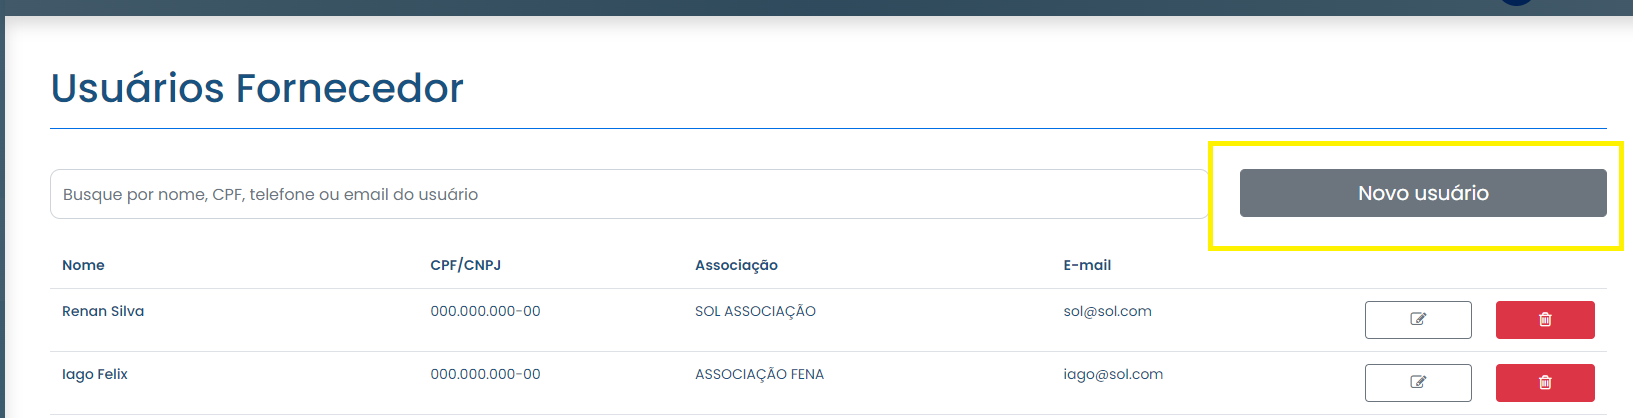 Usuários Fornecedor
Busque por nome, CPF, telefone ou email do usuário
Novo usuário
Nome CPF/CNPJ Associação E-mail
Renan Silva 000.000.000-00 SOL ASSOCIAÇÃO sol@sol.com
Iago Felix 000.000.000-00 ASSOCIAÇÃO FENA iago@sol.com